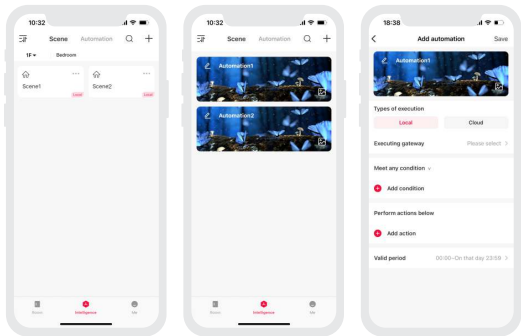 10:32
Scene Automation
1F Bedroom
Scene1
Local
Scene2
Local
Intelligence
Me
10:32
Scene Automation
Automation1
Automation2
Intelligence
Me
18:38
Add automation Save
Automation1
Types of execution
Local Cloud
Executing gateway Please select >
Meet any condition
Add condition
Perform actions below
Add action
Valid period 00:00-On that day 23:59 >